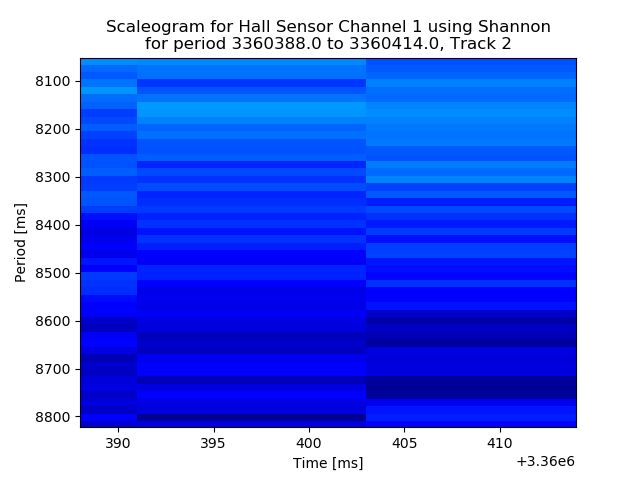 Scaleogram for Hall Sensor Channel 1 using Shannon
for period 3360388.0 to 3360414.0, Track 2
8100
8200
8300
8400
8500
8600
8700
8800
Period [ms]
390
395
400
405
410
Time [ms]
+3.36e6